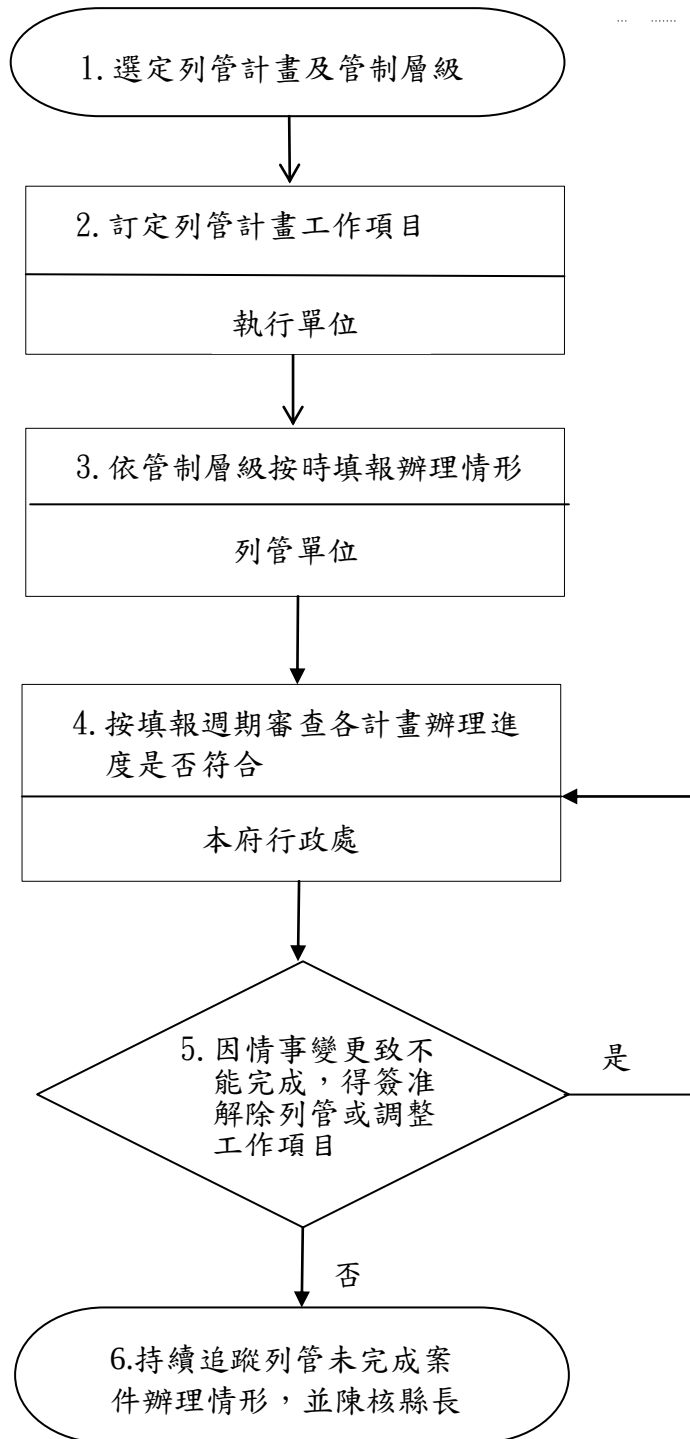 1.選定列管計畫及管制層級
2.訂定列管計畫工作項目
執行單位
3.依管制層級按時填報辦理情形
列管單位
4.按填報週期審查各計畫辦理進
度是否符合
本府行政處
5.因情事變更致不
能完成，得簽准
解除列管或調整
工作項目
是
否
6.持續追蹤列管未完成案
件辦理情形，並陳核縣長